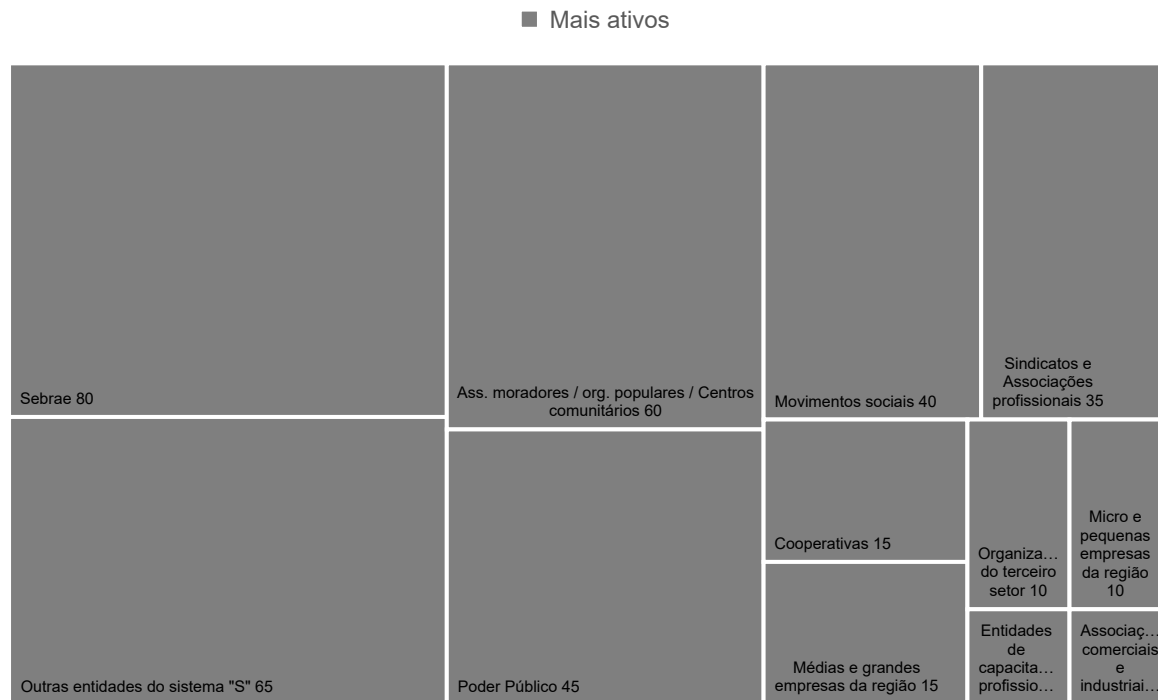 Mais ativos
Sebrae 80
Ass. moradores / org. populares / Centros
comunitários 60
Movimentos sociais 40
Sindicatos e
Associações
profissionais 35
Outras entidades do sistema "S" 65
Poder Público 45
Cooperativas 15
Médias e grandes
empresas da região 15
Organiza…
do terceiro
setor 10
Micro e
pequenas
empresas
da região
10
Entidades
de
capacita…
profissio…
Associaç…
comerciais
e
industriai…